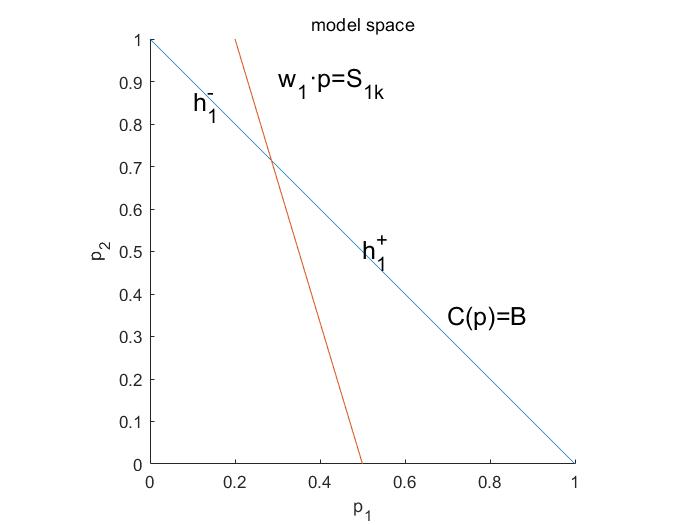 model space
1
0.9
0.8
0.7
0.6
0.5
0.4
0.3
0.2
0.1
0
w₁·p=S₁ₖ
h₁⁻
h₁⁺
C(p)=B
p₂
0 0.2 0.4 0.6 0.8 1
p₁